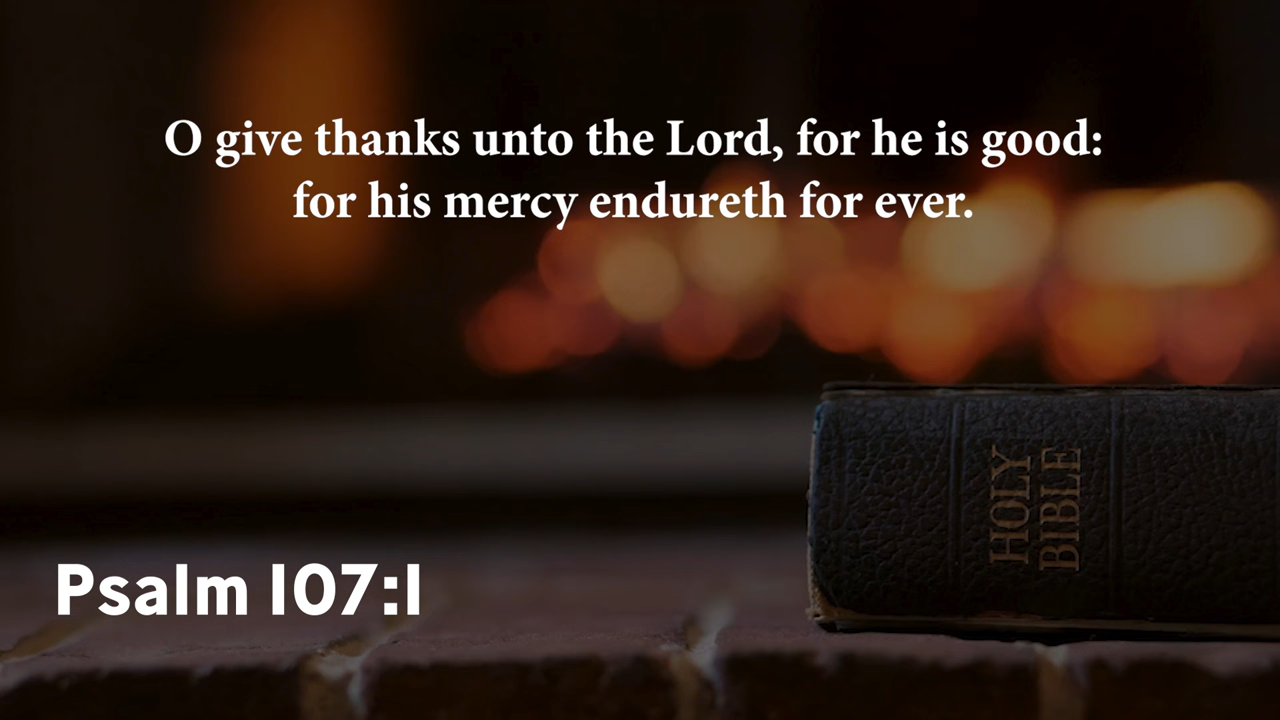 O give thanks unto the Lord, for he is good:
for his mercy endureth for ever.
HOLY
BIBLE
Psalm 107:1